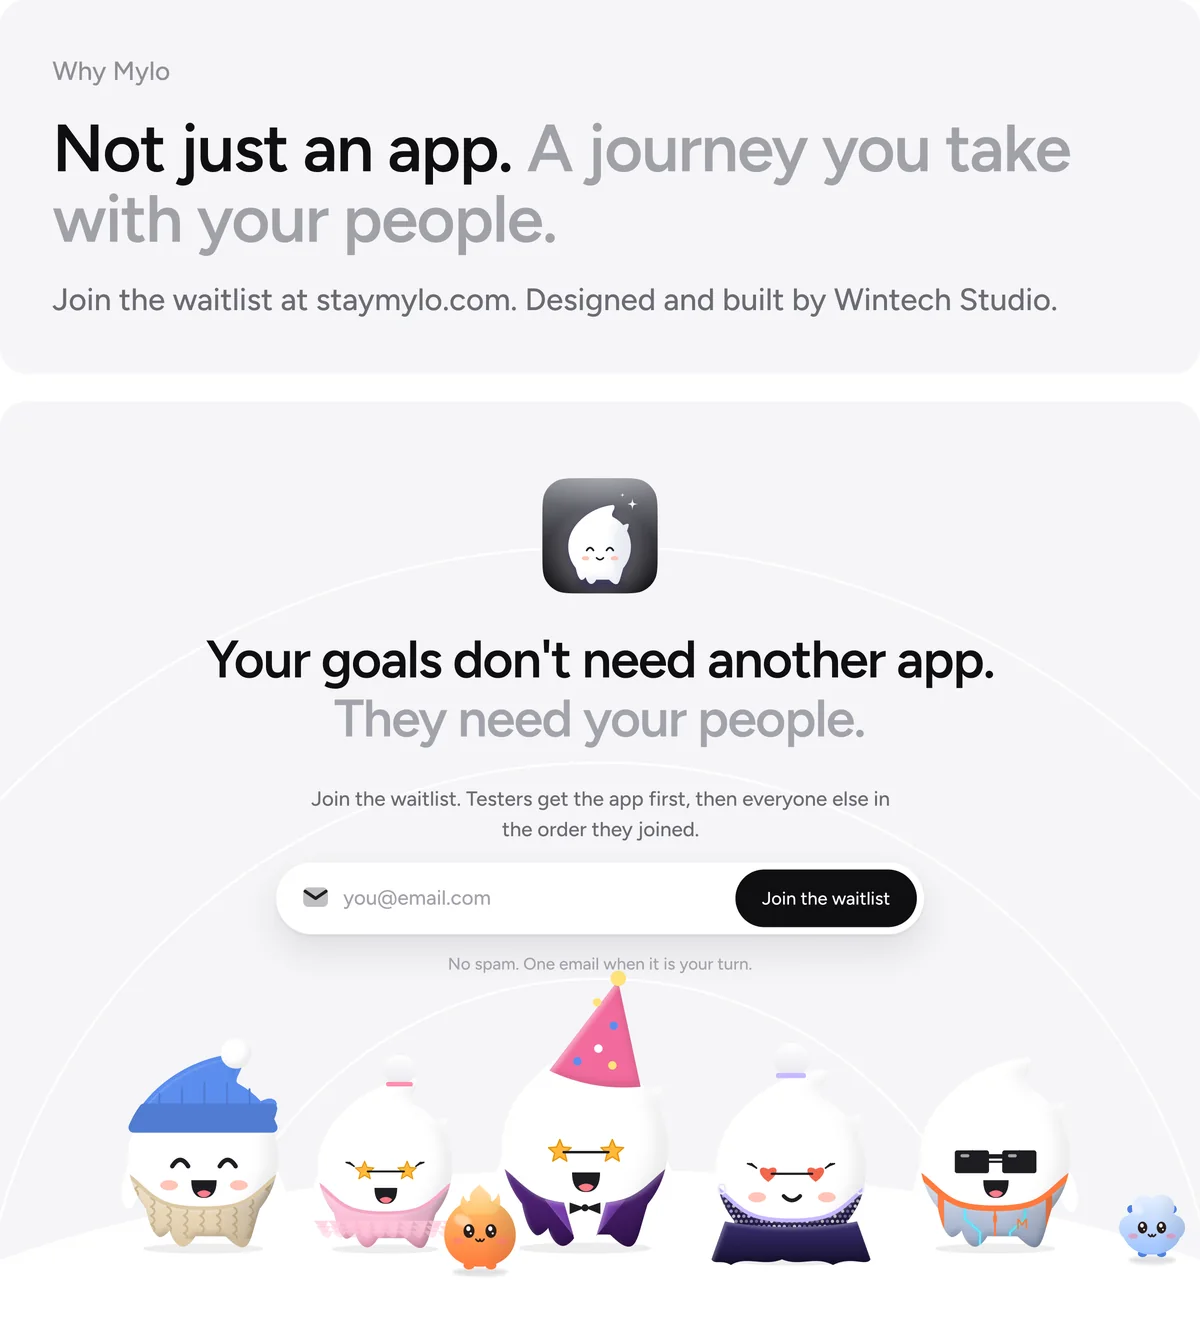 Why Mylo
Not just an app. A journey you take
with your people.
Join the waitlist at staymylo.com. Designed and built by Wintech Studio.
Your goals don't need another app.
They need your people.
Join the waitlist. Testers get the app first, then everyone else in
the order they joined.
you@email.com
Join the waitlist
No spam. One email when it is your turn.
M